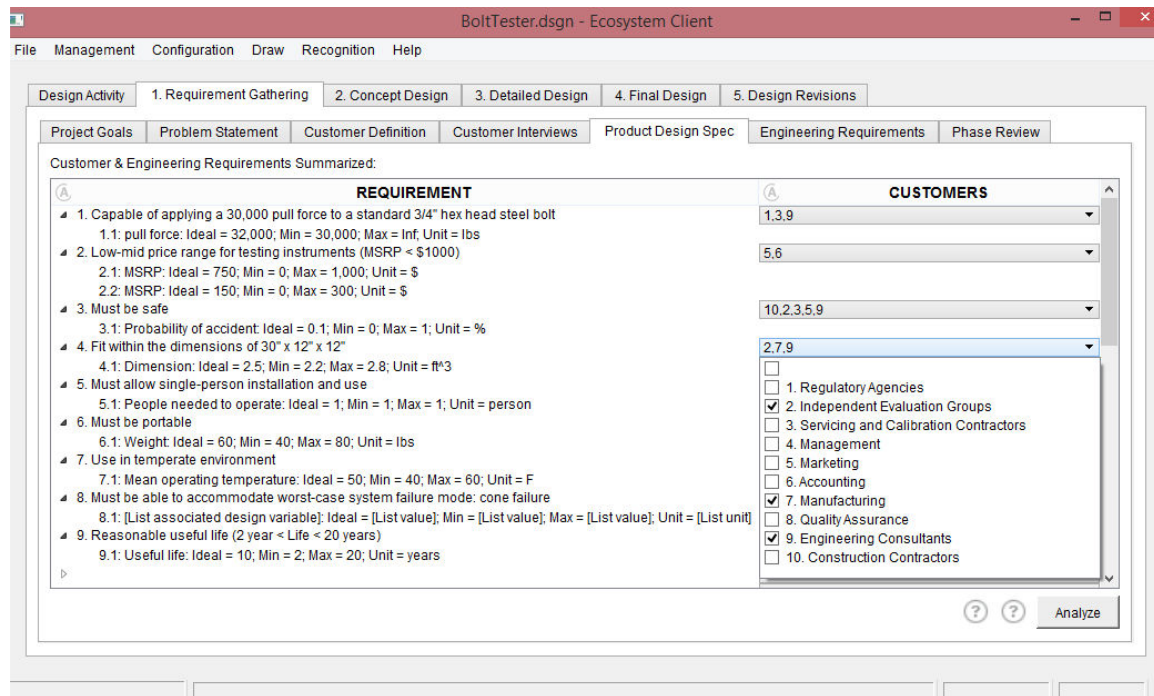 BoltTester.dsgn - Ecosystem Client
File Management Configuration Draw Recognition Help
Design Activity 1. Requirement Gathering 2. Concept Design 3. Detailed Design 4. Final Design 5. Design Revisions
Project Goals Problem Statement Customer Definition Customer Interviews Product Design Spec Engineering Requirements Phase Review
Customer & Engineering Requirements Summarized:
A REQUIREMENT A CUSTOMERS
1. Capable of applying a 30,000 pull force to a standard 3/4" hex head steel bolt 1,3,9
1.1: pull force: Ideal = 32,000; Min = 30,000; Max = Inf; Unit = lbs
2. Low-mid price range for testing instruments (MSRP < $1000) 5,6
2.1: MSRP: Ideal = 750; Min = 0; Max = 1,000; Unit = $
2.2: MSRP: Ideal = 150; Min = 0; Max = 300; Unit = $
3. Must be safe 10,2,3,5,9
3.1: Probability of accident: Ideal = 0.1; Min = 0; Max = 1; Unit = %
4. Fit within the dimensions of 30" x 12" x 12" 2,7,9
4.1: Dimension: Ideal = 2.5; Min = 2.2; Max = 2.8; Unit = ft^3
5. Must allow single-person installation and use 1. Regulatory Agencies
5.1: People needed to operate: Ideal = 1; Min = 1; Max = 1; Unit = person 2. Independent Evaluation Groups
6. Must be portable 3. Servicing and Calibration Contractors
6.1: Weight: Ideal = 60; Min = 40; Max = 80; Unit = lbs 4. Management
7. Use in temperate environment 5. Marketing
7.1: Mean operating temperature: Ideal = 50; Min = 40; Max = 60; Unit = F 6. Accounting
8. Must be able to accommodate worst-case system failure mode: cone failure 7. Manufacturing
8.1: [List associated design variable]: Ideal = [List value]; Min = [List value]; Max = [List value]; Unit = [List unit] 8. Quality Assurance
9. Reasonable useful life (2 year < Life < 20 years) 9. Engineering Consultants
9.1: Useful life: Ideal = 10; Min = 2; Max = 20; Unit = years 10. Construction Contractors
? ? Analyze